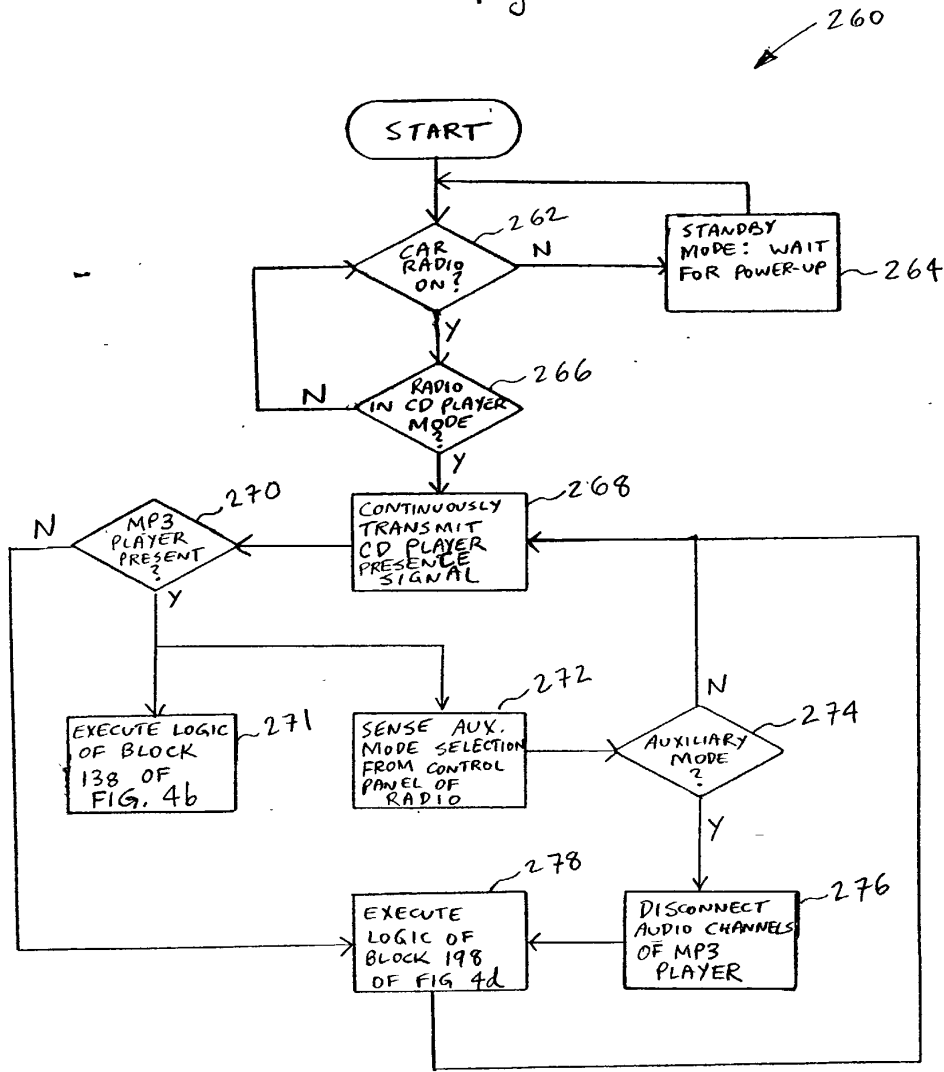 260
START
262
CAR
RADIO
ON?
N
STANDBY
MODE: WAIT
FOR POWER-UP
264
Y
266
RADIO
IN CD PLAYER
MODE
?
N
Y
268
CONTINUOUSLY
TRANSMIT
CD PLAYER
PRESENCE
SIGNAL
270
N
MP3
PLAYER
PRESENT
?
Y
271
EXECUTE LOGIC
OF BLOCK
138 OF
FIG. 4b
272
SENSE AUX.
MODE SELECTION
FROM CONTROL
PANEL OF
RADIO
N
274
AUXILIARY
MODE
?
Y
278
EXECUTE
LOGIC OF
BLOCK 198
OF FIG 4d
276
DISCONNECT
AUDIO CHANNELS
OF MP3
PLAYER